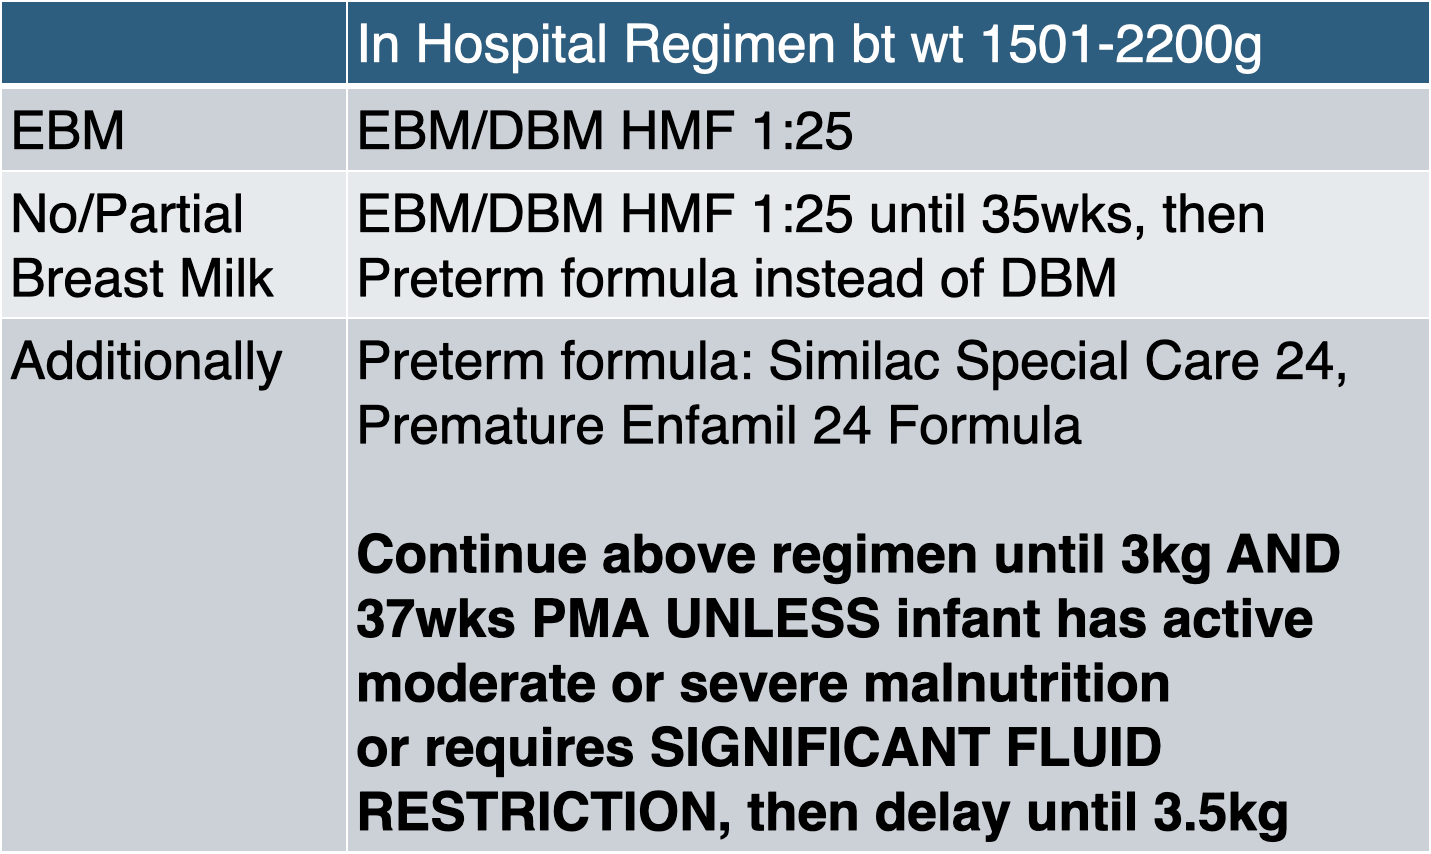 In Hospital Regimen bt wt 1501-2200g
EBM
EBM/DBM HMF 1:25
No/Partial
Breast Milk
EBM/DBM HMF 1:25 until 35wks, then
Preterm formula instead of DBM
Additionally
Preterm formula: Similac Special Care 24,
Premature Enfamil 24 Formula
Continue above regimen until 3kg AND
37wks PMA UNLESS infant has active
moderate or severe malnutrition
or requires SIGNIFICANT FLUID
RESTRICTION, then delay until 3.5kg